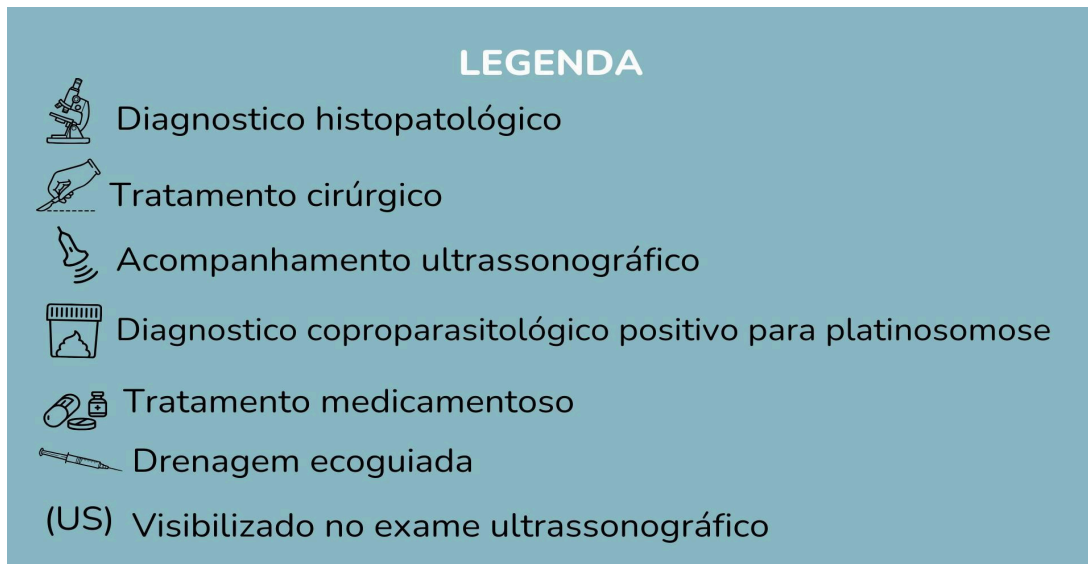 LEGENDA
Diagnostico histopatológico
Tratamento cirúrgico
Acompanhamento ultrassonográfico
Diagnostico coproparasitológico positivo para platinosomose
Tratamento medicamentoso
Drenagem ecoguiada
(US) Visibilizado no exame ultrassonográfico